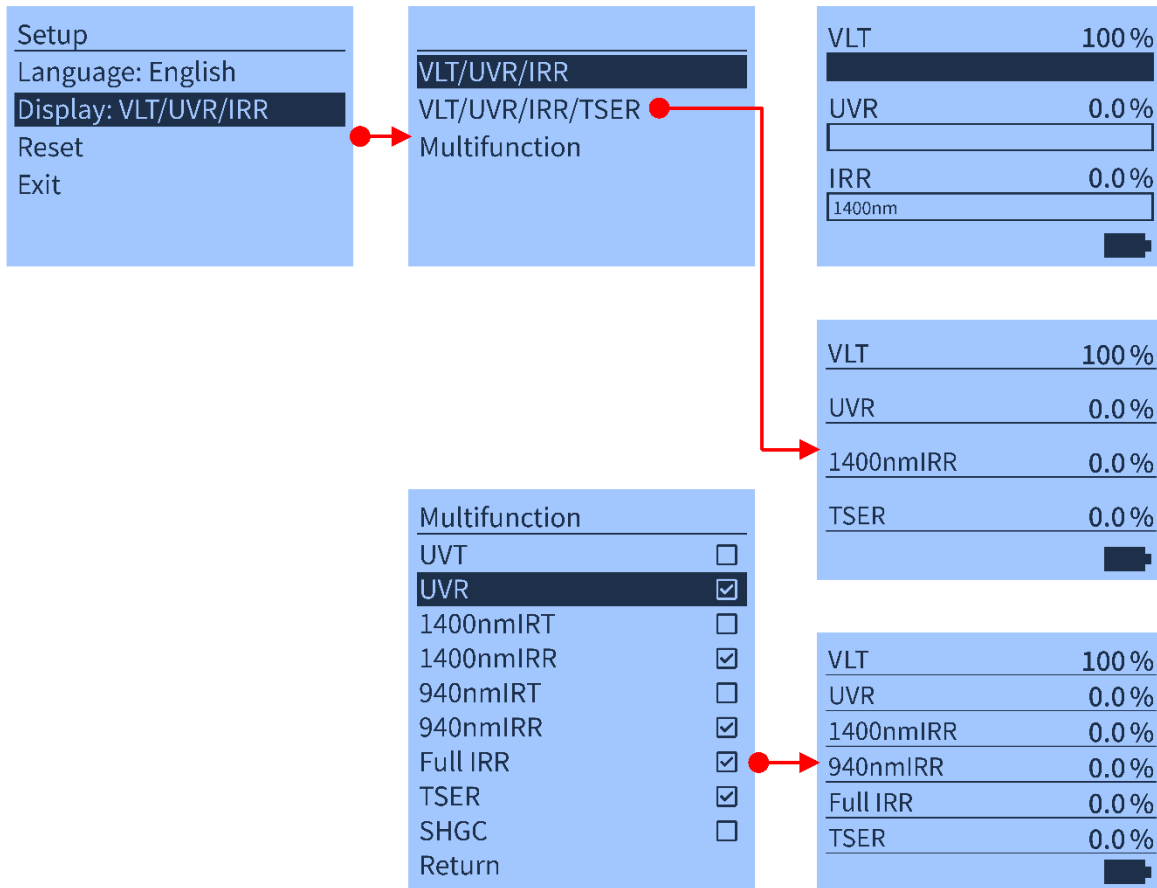 Setup
Language: English
Display: VLT/UVR/IRR
Reset
Exit
VLT/UVR/IRR
VLT/UVR/IRR/TSER
Multifunction
VLT 100 %
UVR 0.0 %
IRR 0.0 %
1400nm
VLT 100 %
UVR 0.0 %
1400nmIRR 0.0 %
TSER 0.0 %
Multifunction
UVT
UVR
1400nmIRT
1400nmIRR
940nmIRT
940nmIRR
Full IRR
TSER
SHGC
Return
VLT 100 %
UVR 0.0 %
1400nmIRR 0.0 %
940nmIRR 0.0 %
Full IRR 0.0 %
TSER 0.0 %